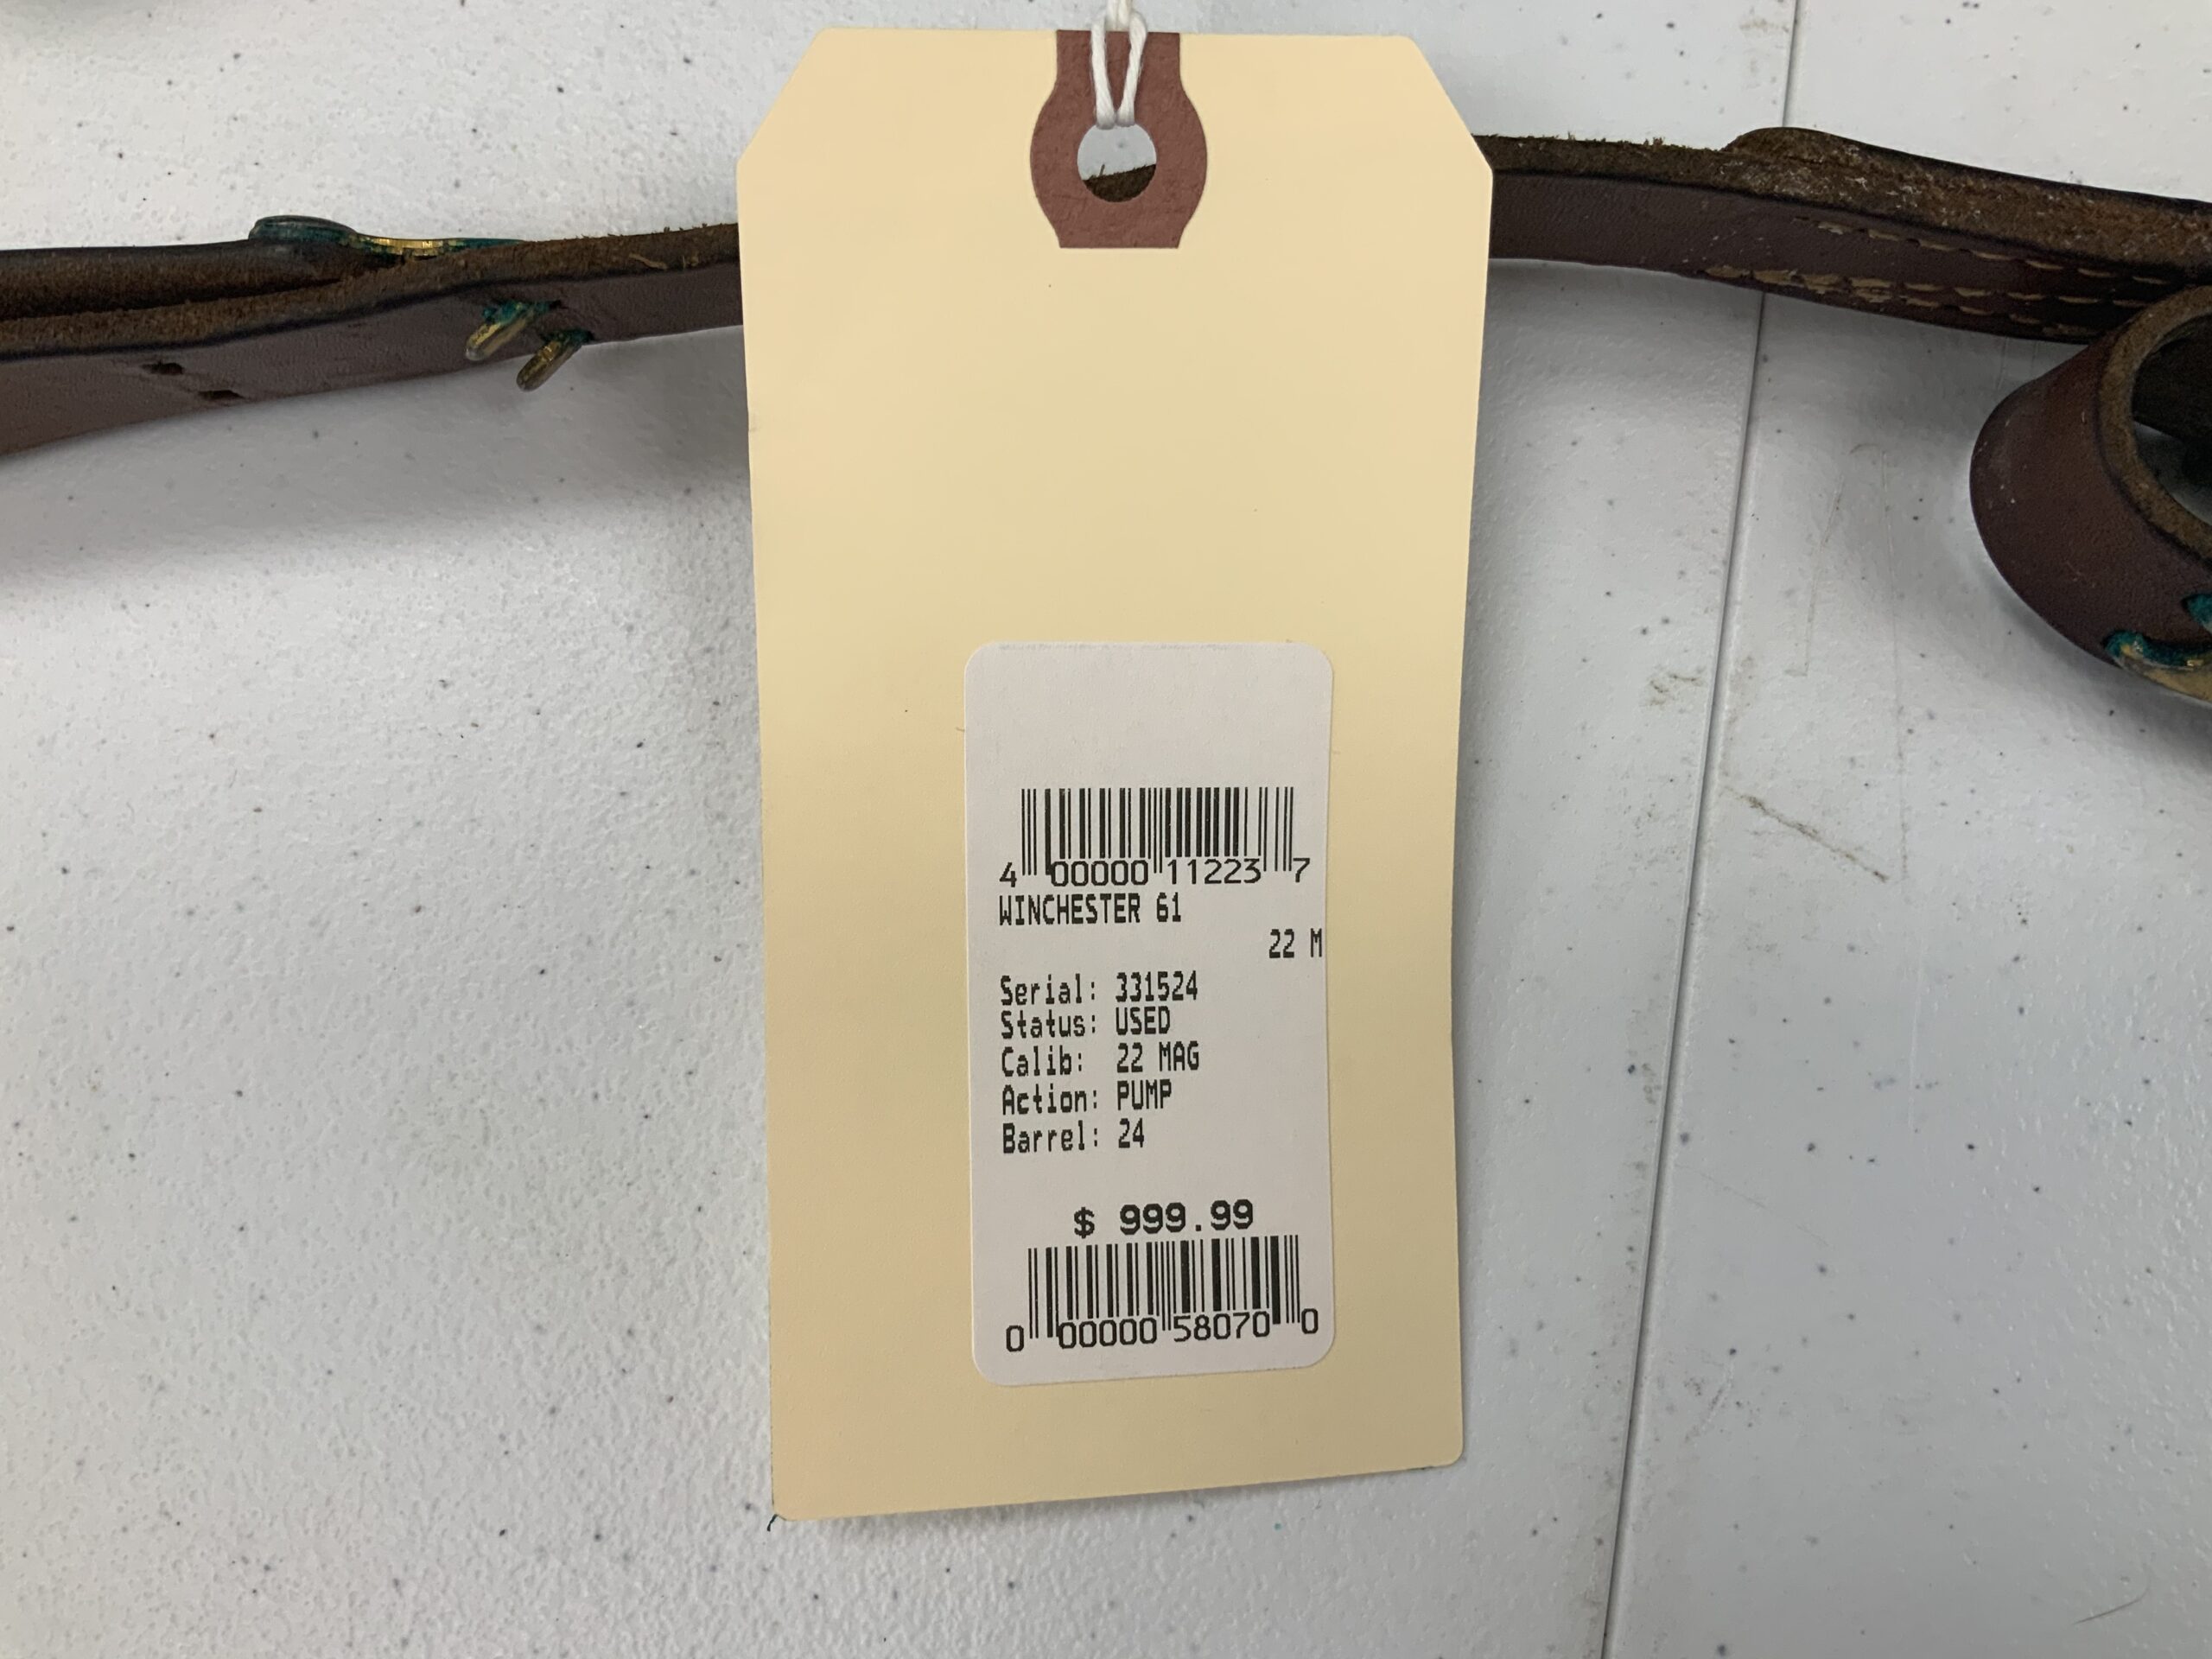 4 00000 11223 7
WINCHESTER 61
22 M
Serial: 331524
Status: USED
Calib: 22 MAG
Action: PUMP
Barrel: 24
$ 999.99
0 00000 58070 0